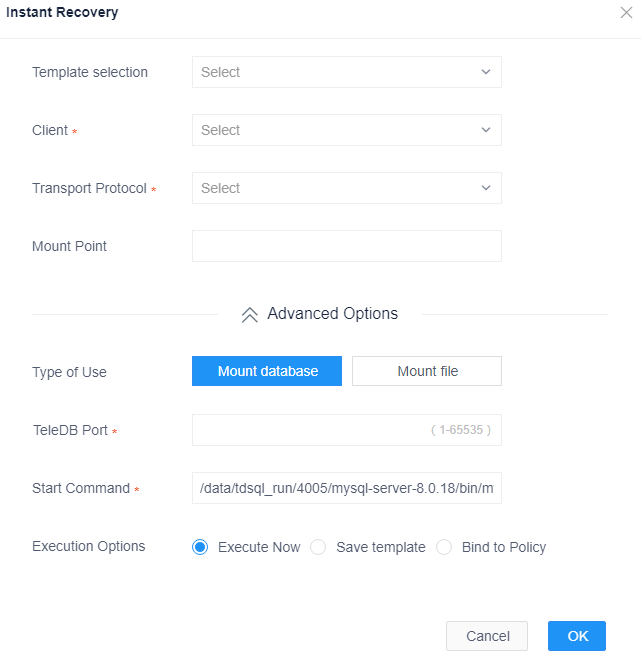 Instant Recovery
Template selection Select
Client * Select
Transport Protocol * Select
Mount Point
Advanced Options
Type of Use Mount database Mount file
TeleDB Port * ( 1-65535 )
Start Command * /data/tdsql_run/4005/mysql-server-8.0.18/bin/m
Execution Options Execute Now Save template Bind to Policy
Cancel OK